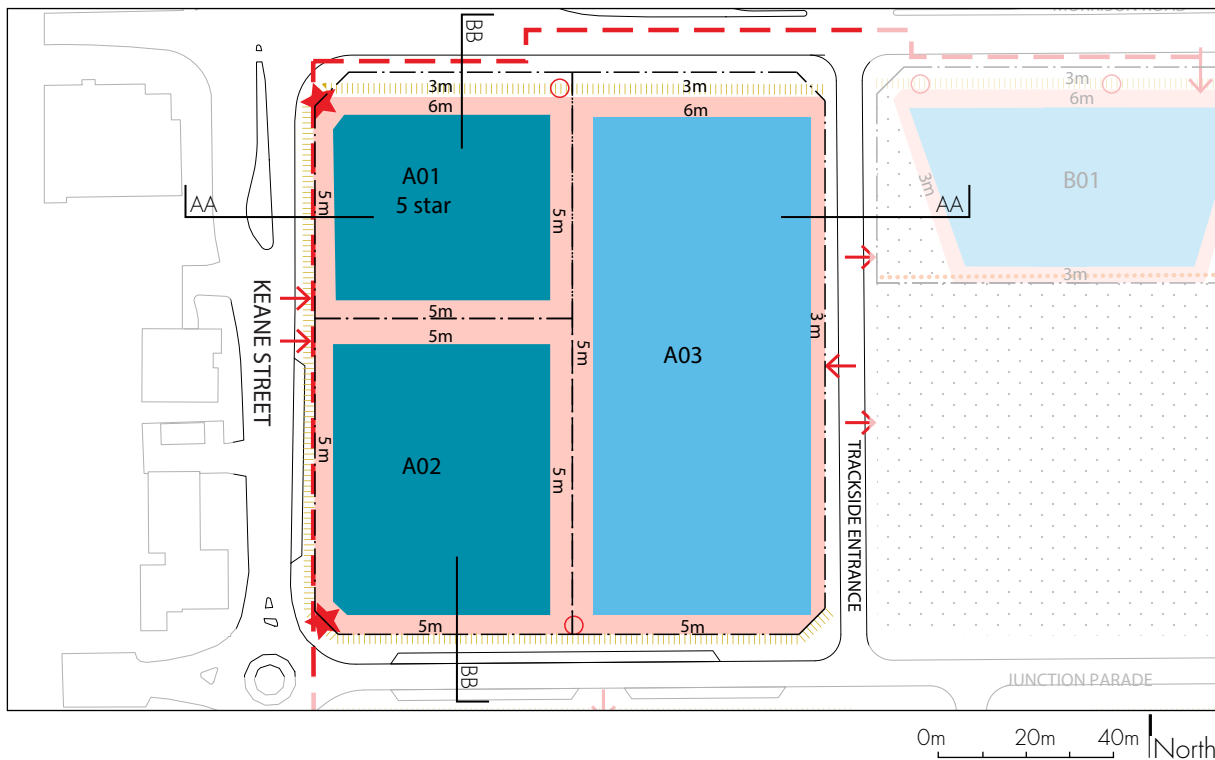 BB
MORRISON ROAD
3m
3m
3m
6m
6m
6m
A01
5 star
AA
5m
5m
3m
B01
AA
3m
5m
5m
KEANE STREET
3m
5m
A03
5m
A02
5m
TRACKSIDE ENTRANCE
5m
5m
BB
JUNCTION PARADE
0m
20m
40m
North